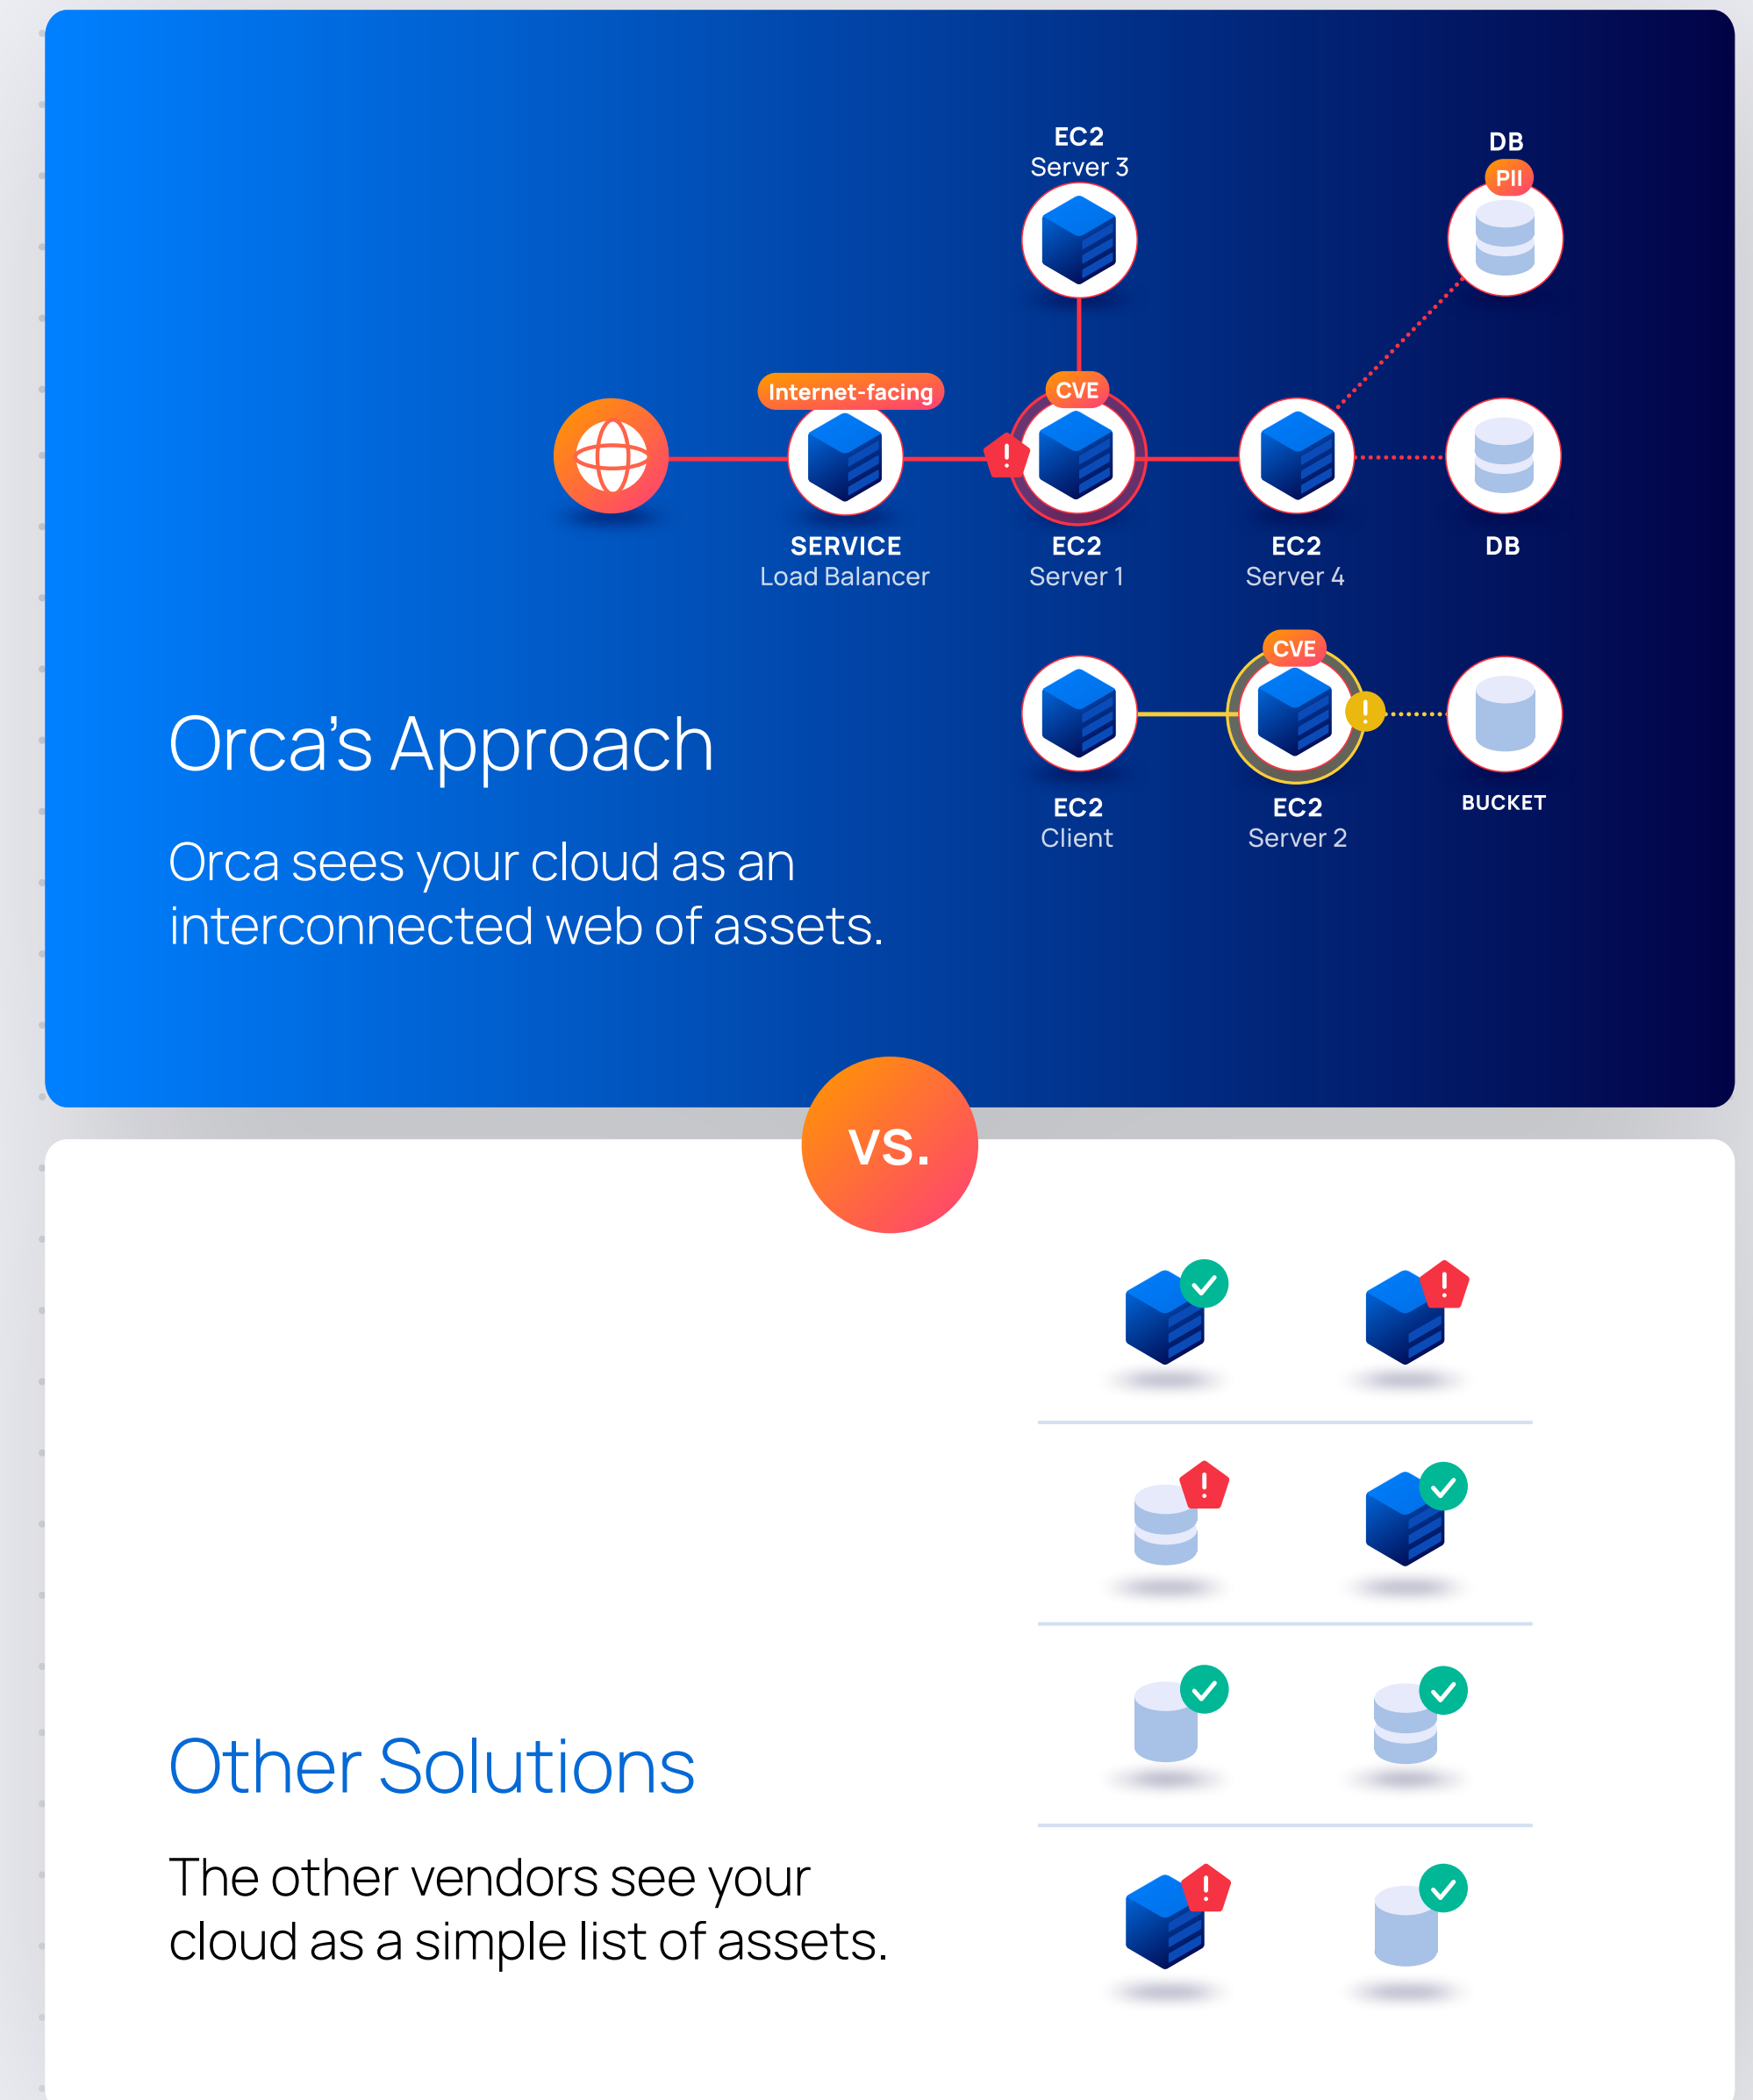 EC2
Server 3
DB
PII
Internet-facing
CVE
SERVICE
Load Balancer
EC2
Server 1
EC2
Server 4
DB
CVE
EC2
Client
EC2
Server 2
BUCKET
Orca’s Approach
Orca sees your cloud as an
interconnected web of assets.
vs.
Other Solutions
The other vendors see your
cloud as a simple list of assets.